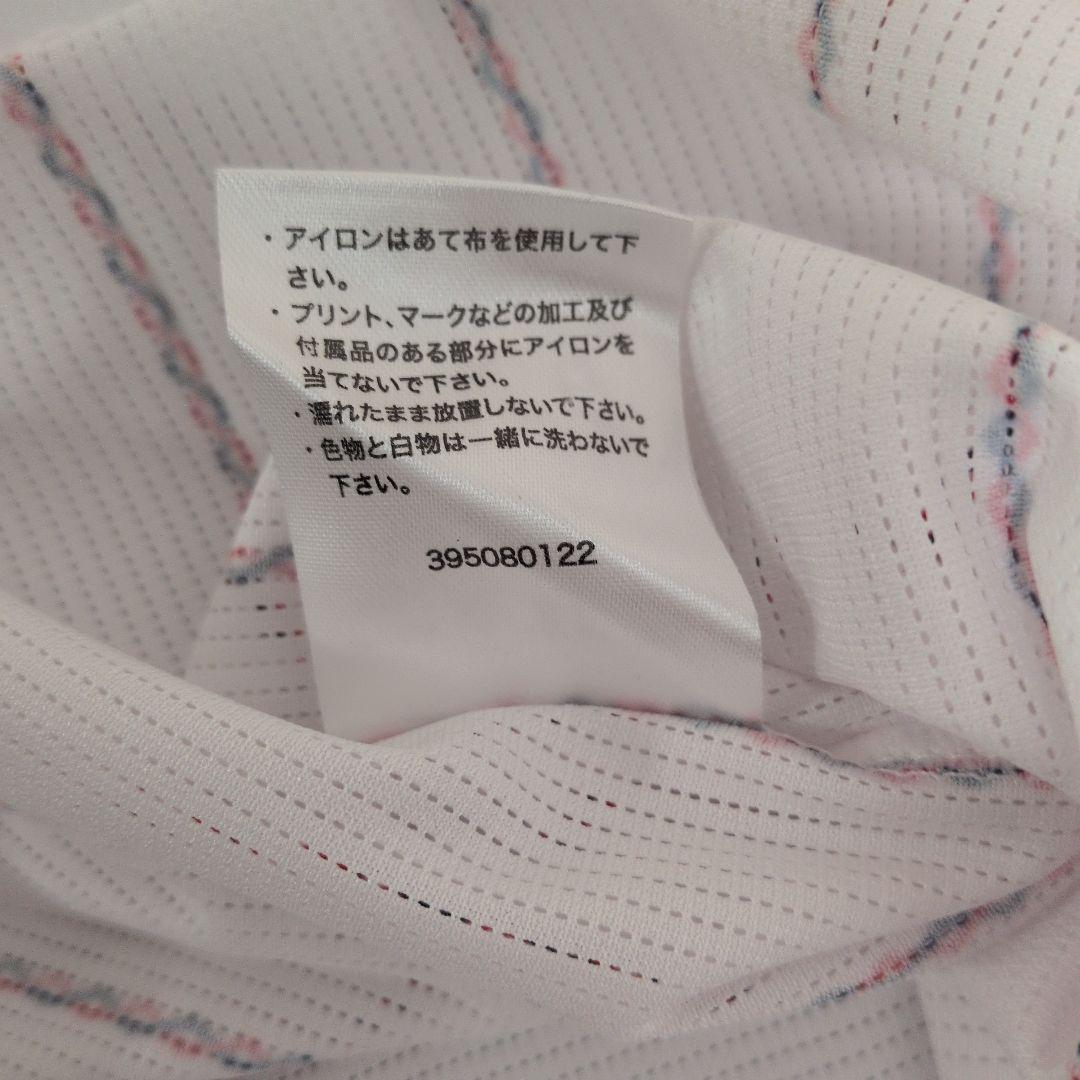 ・アイロンはあて布を使用して下
さい。
・プリント、マークなどの加工及び
付属品のある部分にアイロンを
当てないで下さい。
・濡れたまま放置しないで下さい。
・色物と白物は一緒に洗わないで
下さい。
395080122